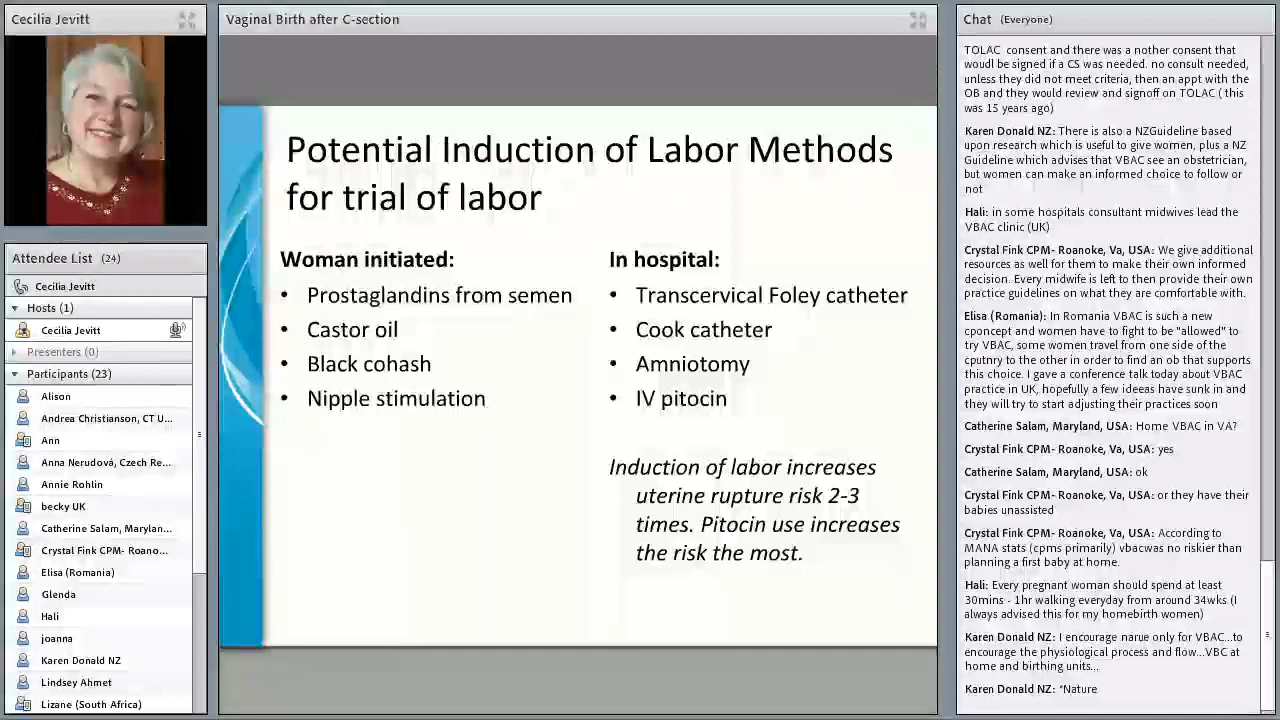 Cecilia Jevitt
Attendee List (24)
Cecilia Jevitt
Hosts (1)
Cecilia Jevitt
Presenters (0)
Participants (23)
Alison
Andrea Christianson, CT U...
Ann
Anna Nerudová, Czech Re...
Annie Rohlin
becky UK
Catherine Salam, Marylan...
Crystal Fink CPM- Roano...
Elisa (Romania)
Glenda
Hali
joanna
Karen Donald NZ
Lindsey Ahmet
Lizane (South Africa)
Vaginal Birth after C-section
Potential Induction of Labor Methods
for trial of labor
Woman initiated:
• Prostaglandins from semen
• Castor oil
• Black cohash
• Nipple stimulation
In hospital:
• Transcervical Foley catheter
• Cook catheter
• Amniotomy
• IV pitocin
Induction of labor increases
uterine rupture risk 2-3
times. Pitocin use increases
the risk the most.
Chat (Everyone)
TOLAC consent and there was a nother consent that
woudl be signed if a CS was needed. no consult needed,
unless they did not meet criteria, then an appt with the
OB and they would review and signoff on TOLAC ( this
was 15 years ago)
Karen Donald NZ: There is also a NZGuideline based
upon research which is useful to give women, plus a NZ
Guideline which advises that VBAC see an obstetrician,
but women can make an informed choice to follow or
not
Hali: in some hospitals consultant midwives lead the
VBAC clinic (UK)
Crystal Fink CPM- Roanoke, Va, USA: We give additional
resources as well for them to make their own informed
decision. Every midwife is left to then provide their own
practice guidelines on what they are comfortable with.
Elisa (Romania): In Romania VBAC is such a new
cponcept and women have to fight to be "allowed" to
try VBAC, some women travel from one side of the
cputnry to the other in order to find an ob that supports
this choice. I gave a conference talk today about VBAC
practice in UK, hopefully a few ideeas have sunk in and
they will try to start adjusting their practices soon
Catherine Salam, Maryland, USA: Home VBAC in VA?
Crystal Fink CPM- Roanoke, Va, USA: yes
Catherine Salam, Maryland, USA: ok
Crystal Fink CPM- Roanoke, Va, USA: or they have their
babies unassisted
Crystal Fink CPM- Roanoke, Va, USA: According to
MANA stats (cpms primarily) vbacwas no riskier than
planning a first baby at home.
Hali: Every pregnant woman should spend at least
30mins - 1hr walking everyday from around 34wks (I
always advised this for my homebirth women)
Karen Donald NZ: I encourage narue only for VBAC...to
encourage the physiological process and flow...VBC at
home and birthing units...
Karen Donald NZ: *Nature